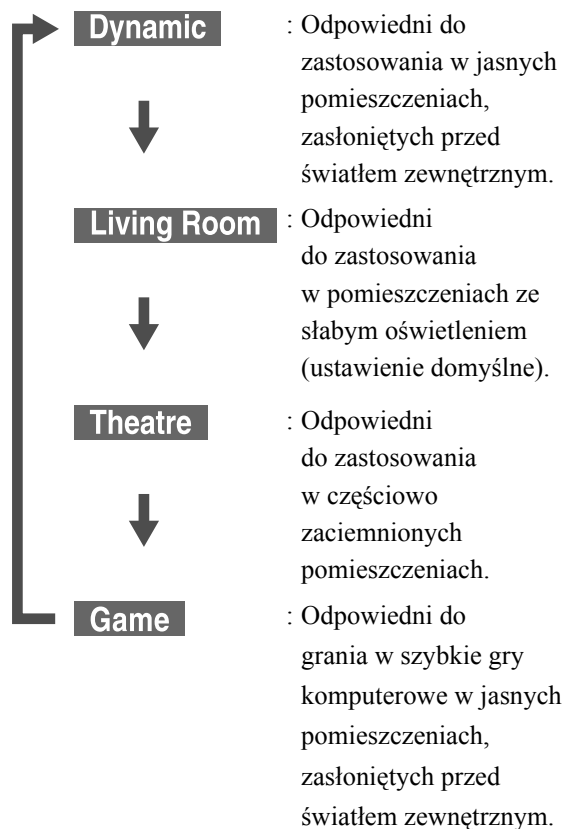 Dynamic : Odpowiedni do
zastosowania w jasnych
pomieszczeniach,
zasłoniętych przed
światłem zewnętrznym.
Living Room : Odpowiedni
do zastosowania
w pomieszczeniach ze
słabym oświetleniem
(ustawienie domyślne).
Theatre : Odpowiedni
do zastosowania
w częściowo
zaciemnionych
pomieszczeniach.
Game : Odpowiedni do
grania w szybkie gry
komputerowe w jasnych
pomieszczeniach,
zasłoniętych przed
światłem zewnętrznym.